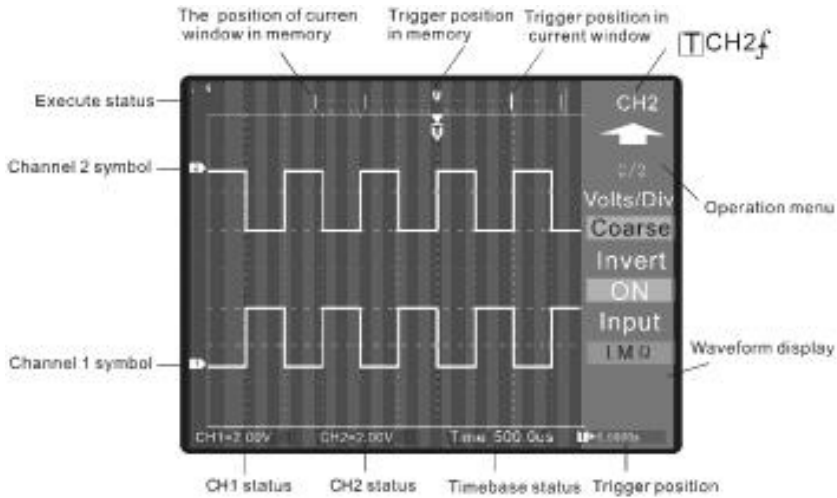 The position of curren
window in memory
Trigger position
in memory
Trigger position in
current window
TCH2
Execute status
CH2
Channel 2 symbol
Volts/Div
Operation menu
Coarse
Invert
ON
Input
Waveform display
Channel 1 symbol
1
CH1=2.00V
CH2=2.00V
Time 500.0us
CH1 status
CH2 status
Timebase status
Trigger position